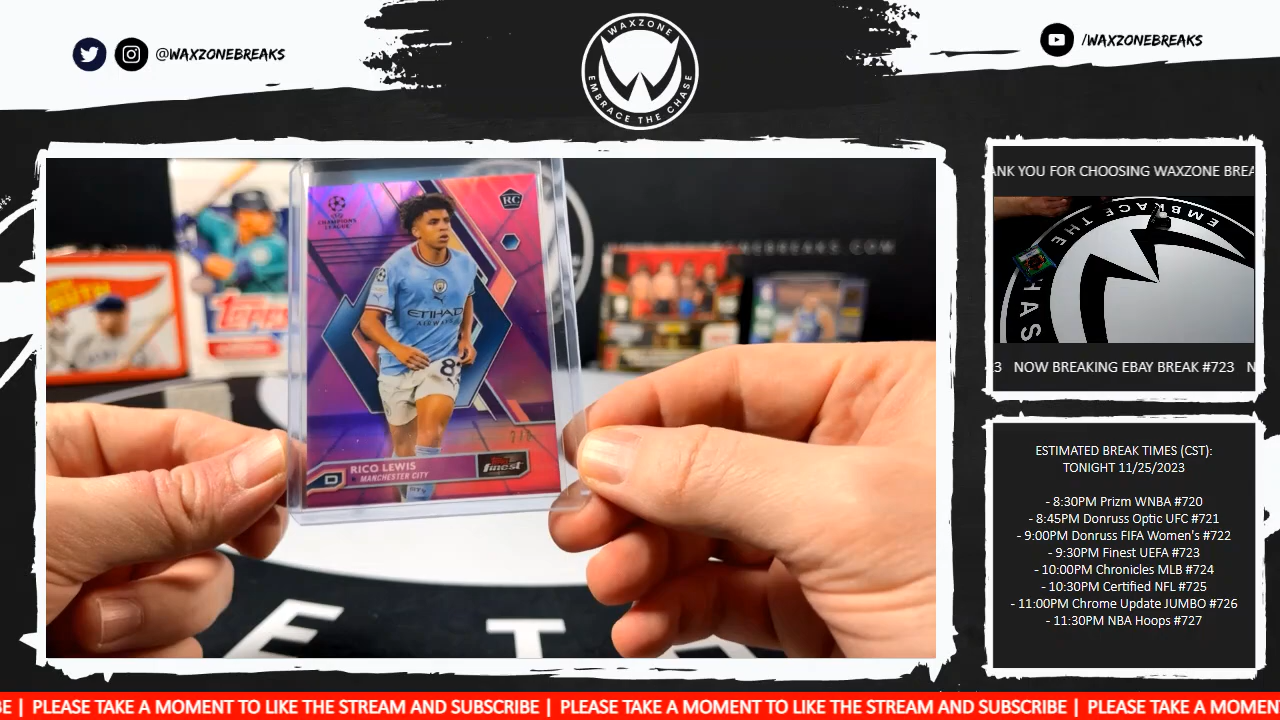 @WAXZONEBREAKS
WAXZONE
EMBRACE THE CHASE
/WAXZONEBREAKS
CHAMPIONS
LEAGUE
RC
ETIHAD
AIRWAYS
RICO LEWIS
MANCHESTER CITY
D
Topps
finest
Topps
E T
ANK YOU FOR CHOOSING WAXZONE BREA
EMBRACE THE
CHAS
3 NOW BREAKING EBAY BREAK #723 N
ESTIMATED BREAK TIMES (CST):
TONIGHT 11/25/2023
- 8:30PM Prizm WNBA #720
- 8:45PM Donruss Optic UFC #721
- 9:00PM Donruss FIFA Women's #722
- 9:30PM Finest UEFA #723
- 10:00PM Chronicles MLB #724
- 10:30PM Certified NFL #725
- 11:00PM Chrome Update JUMBO #726
- 11:30PM NBA Hoops #727
BE | PLEASE TAKE A MOMENT TO LIKE THE STREAM AND SUBSCRIBE | PLEASE TAKE A MOMENT TO LIKE THE STREAM AND SUBSCRIBE | PLEASE TAKE A MOMEN